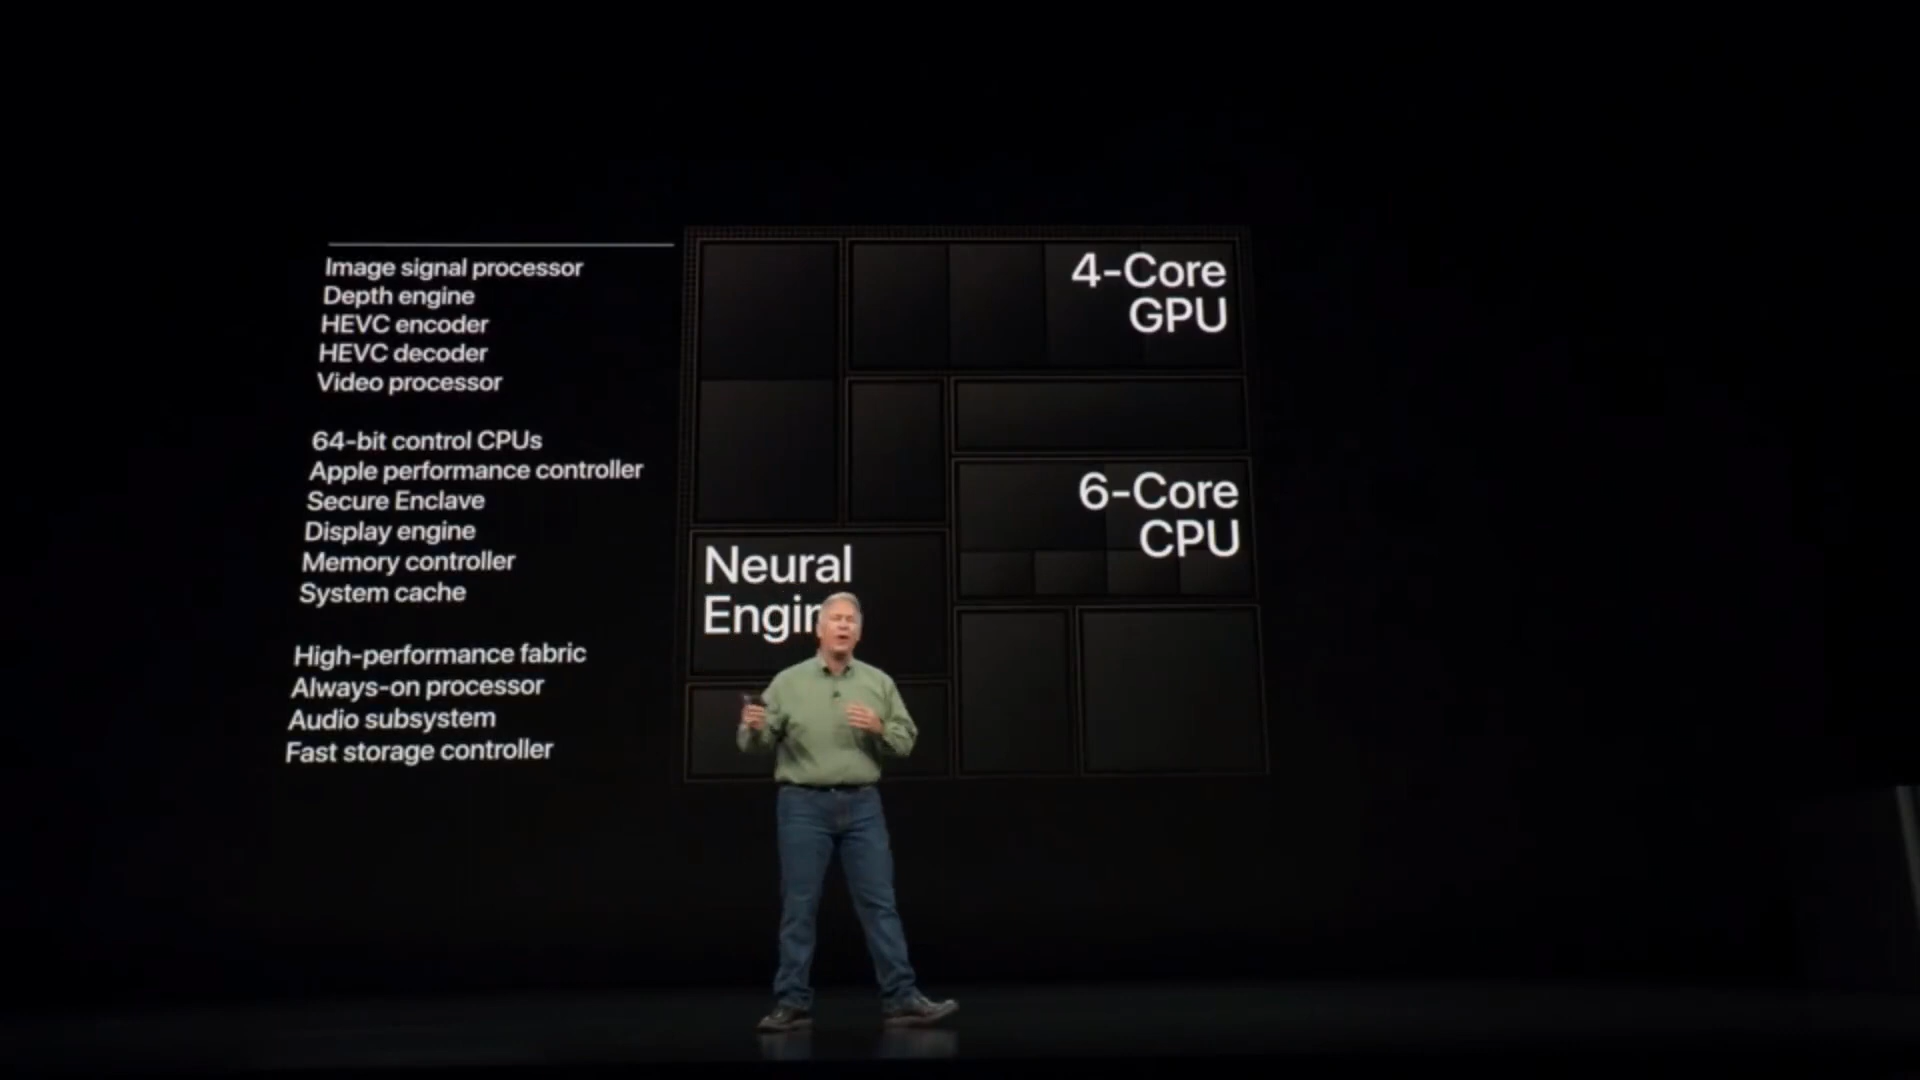 Image signal processor
Depth engine
HEVC encoder
HEVC decoder
Video processor
64-bit control CPUs
Apple performance controller
Secure Enclave
Display engine
Memory controller
System cache
High-performance fabric
Always-on processor
Audio subsystem
Fast storage controller
4-Core
GPU
6-Core
CPU
Neural
Engin